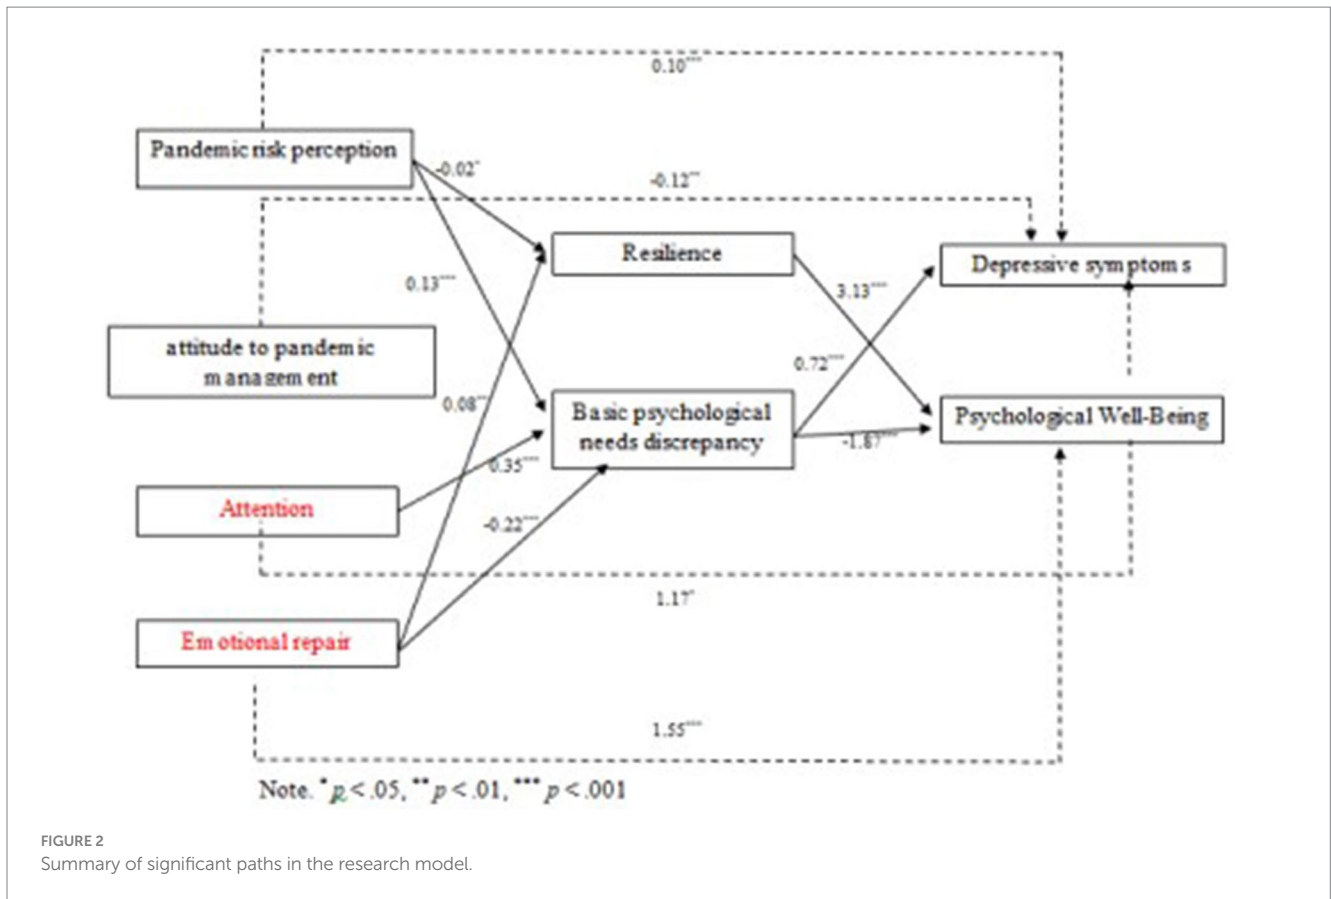 0.10***
Pandemic risk perception
-0.02*
-0.12**
Resilience
Depressive symptoms
0.13***
3.13***
attitude to pandemic
management
0.72***
0.08**
Basic psychological
needs discrepancy
Psychological Well-Being
-1.87***
0.35***
Attention
-0.22***
1.17*
Emotional repair
1.55***
Note. *p < .05, **p < .01, *** p < .001
FIGURE 2
Summary of significant paths in the research model.